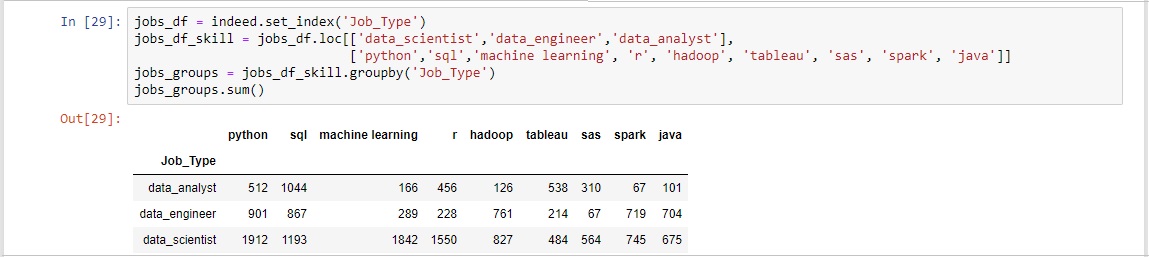 In [29]: jobs_df = indeed.set_index('Job_Type')
jobs_df_skill = jobs_df.loc[['data_scientist','data_engineer','data_analyst'],
['python','sql','machine learning', 'r', 'hadoop', 'tableau', 'sas', 'spark', 'java']]
jobs_groups = jobs_df_skill.groupby('Job_Type')
jobs_groups.sum()
Out[29]:
python sql machine learning r hadoop tableau sas spark java
Job_Type
data_analyst 512 1044 166 456 126 538 310 67 101
data_engineer 901 867 289 228 761 214 67 719 704
data_scientist 1912 1193 1842 1550 827 484 564 745 675